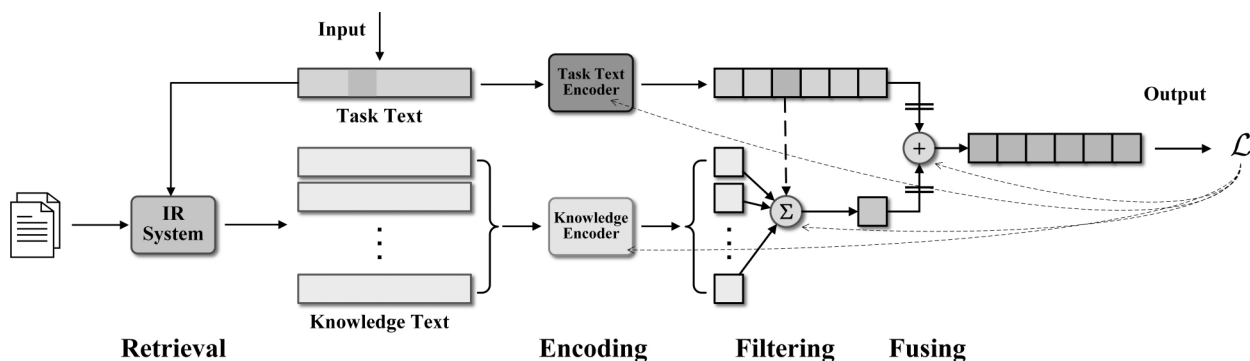 Input
Task Text
Task Text
Encoder
Output
+
ℒ
IR
System
Knowledge
Encoder
Σ
Knowledge Text
Retrieval
Encoding
Filtering
Fusing